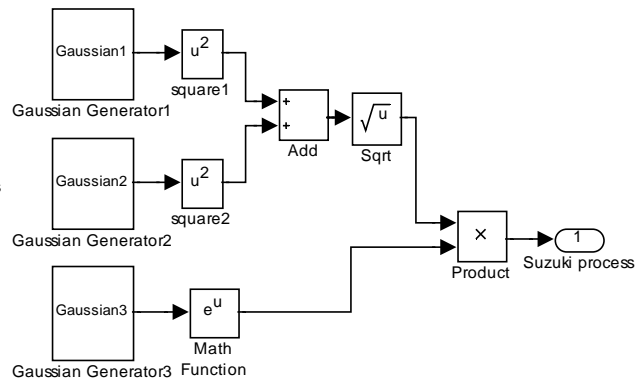 Gaussian1
u2
square1
Gaussian Generator1
+
+
Add
√u
Sqrt
Gaussian2
u2
square2
Gaussian Generator2
×
Product
1
Suzuki process
Gaussian3
eu
Math
Function
Gaussian Generator3